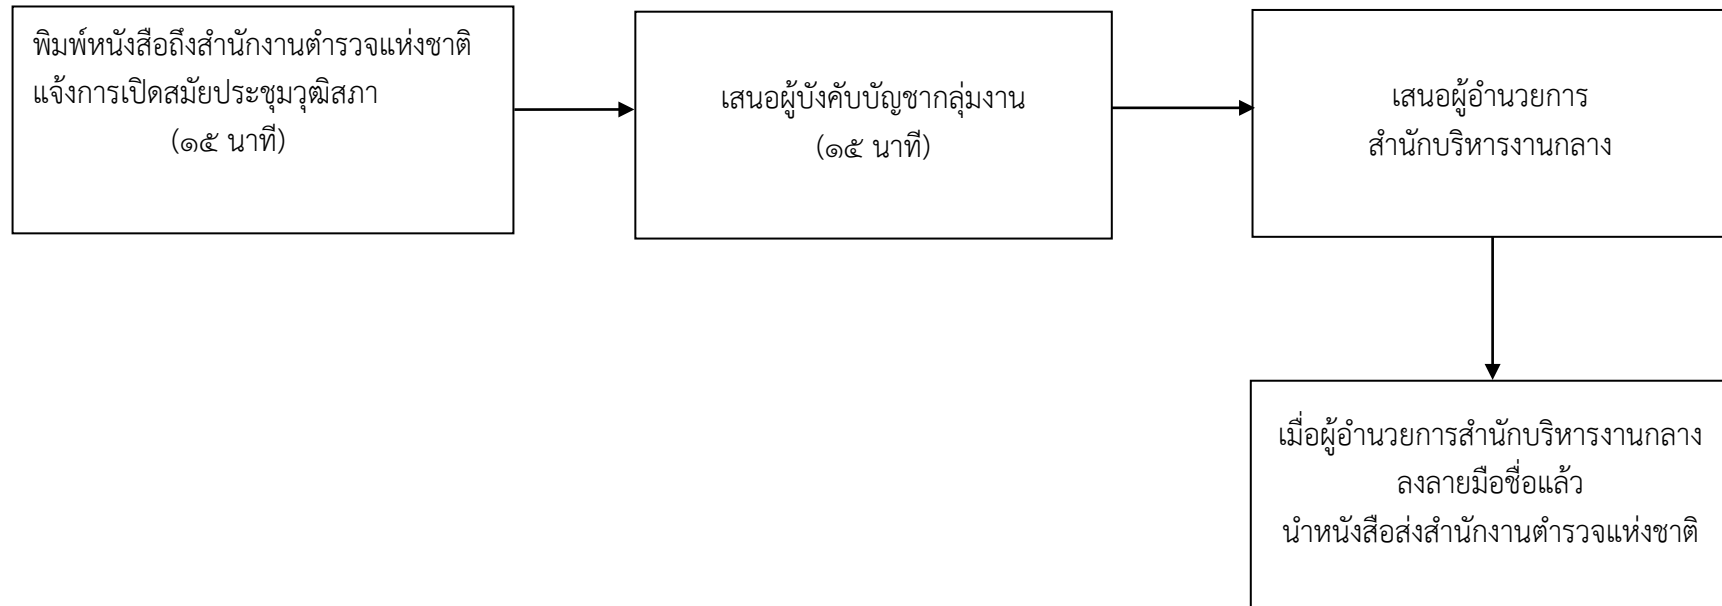 พิมพ์หนังสือถึงสำนักงานตำรวจแห่งชาติ
แจ้งการเปิดสมัยประชุมวุฒิสภา
(๑๕ นาที)
เสนอผู้บังคับบัญชากลุ่มงาน
(๑๕ นาที)
เสนอผู้อำนวยการ
สำนักบริหารงานกลาง
เมื่อผู้อำนวยการสำนักบริหารงานกลาง
ลงลายมือชื่อแล้ว
นำหนังสือส่งสำนักงานตำรวจแห่งชาติ